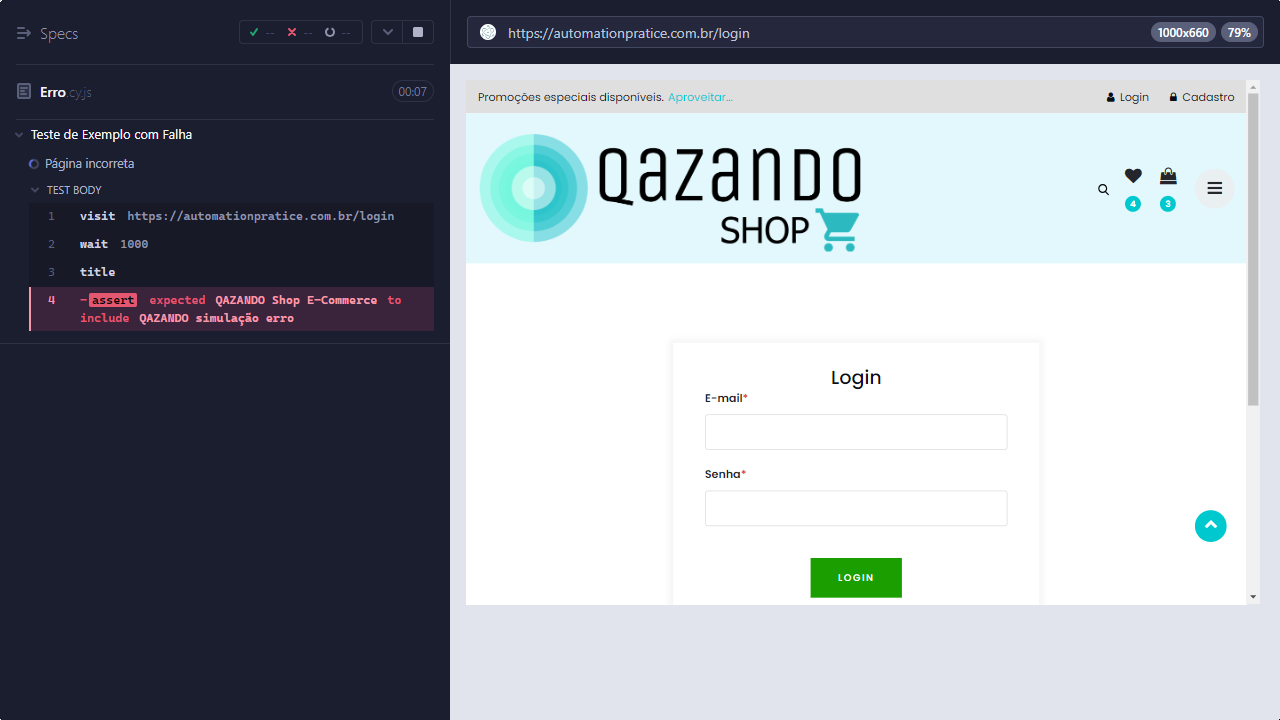 Specs
-- -- --
Erro.cy.js
00:07
Teste de Exemplo com Falha
Página incorreta
TEST BODY
1 visit https://automationpratice.com.br/login
2 wait 1000
3 title
4 -assert expected QAZANDO Shop E-Commerce to
include QAZANDO simulação erro
https://automationpratice.com.br/login
1000x660
79%
Promoções especiais disponíveis. Aproveitar...
Login
Cadastro
QAZANDO
SHOP
4
3
Login
E-mail*
Senha*
LOGIN